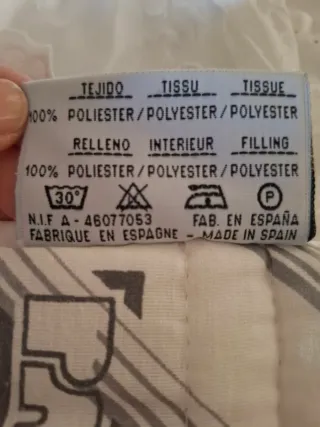 TEJIDO TISSU TISSUE
100% POLIESTER/POLYESTER/POLYESTER
RELLENO INTERIEUR FILLING
100% POLIESTER/POLYESTER/POLYESTER
30° P
N.I.F A - 46077053 FAB. EN ESPAÑA
FABRIQUE EN ESPAGNE - MADE IN SPAIN